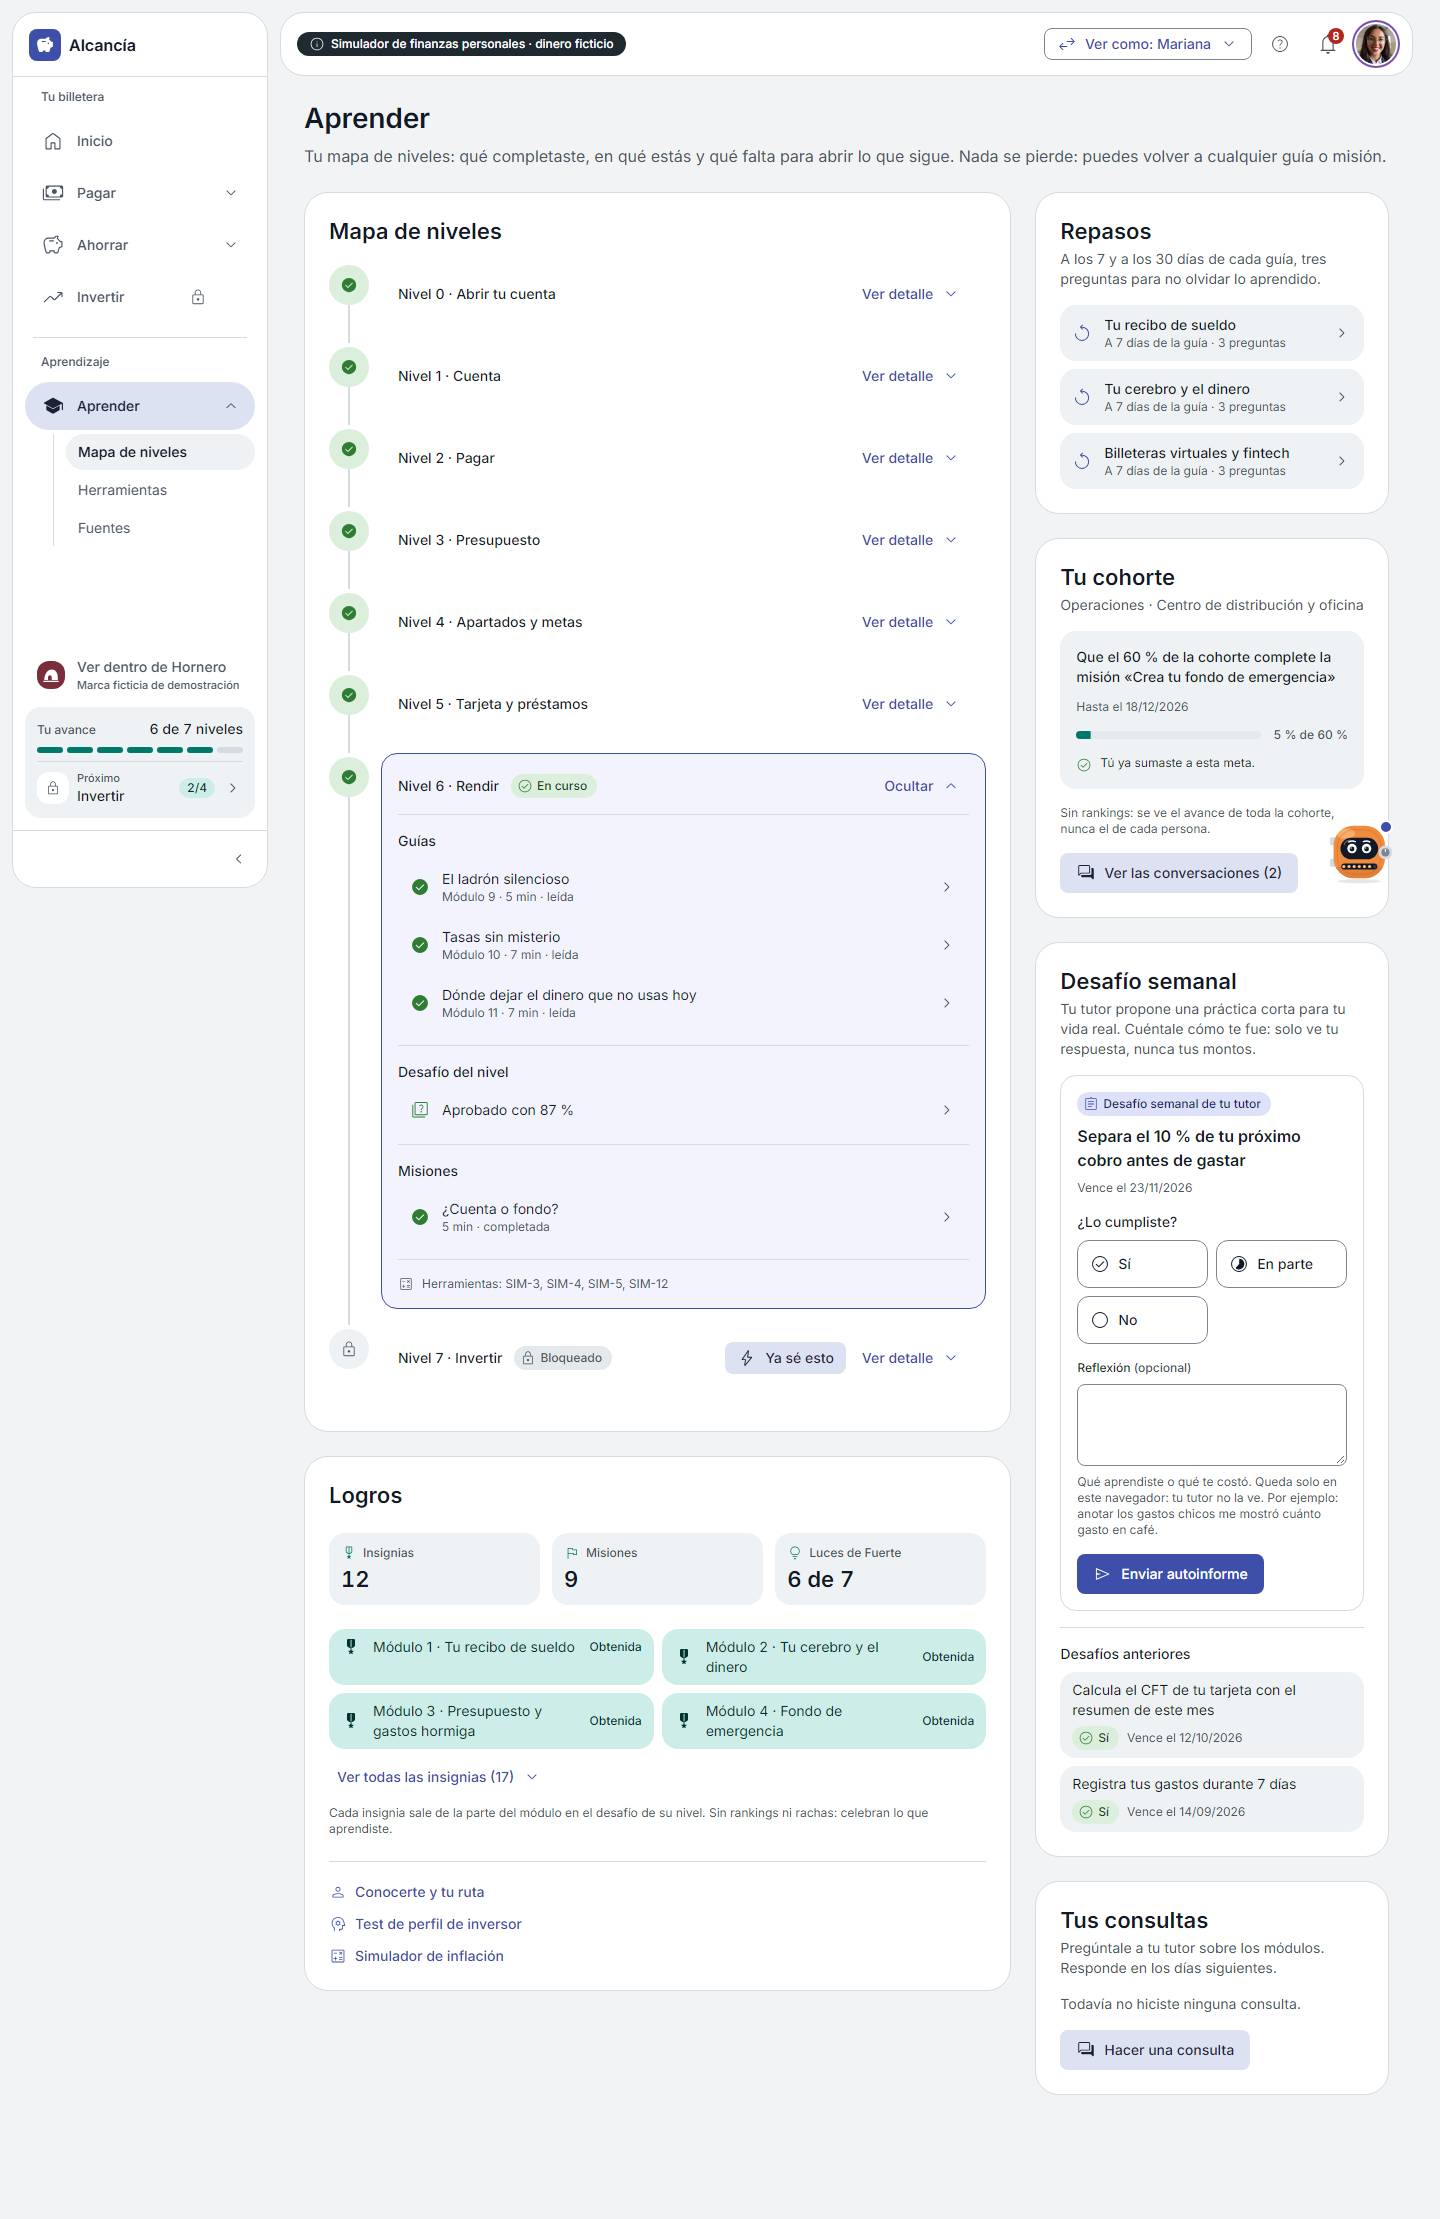 Alcancía
Simulador de finanzas personales · dinero ficticio
Ver como: Mariana
8
Tu billetera
Inicio
Pagar
Ahorrar
Invertir
Aprendizaje
Aprender
Mapa de niveles
Herramientas
Fuentes
Ver dentro de Hornero
Marca ficticia de demostración
Tu avance
6 de 7 niveles
Próximo
Invertir
2/4
Aprender
Tu mapa de niveles: qué completaste, en qué estás y qué falta para abrir lo que sigue. Nada se pierde: puedes volver a cualquier guía o misión.
Mapa de niveles
Nivel 0 · Abrir tu cuenta
Ver detalle
Nivel 1 · Cuenta
Ver detalle
Nivel 2 · Pagar
Ver detalle
Nivel 3 · Presupuesto
Ver detalle
Nivel 4 · Apartados y metas
Ver detalle
Nivel 5 · Tarjeta y préstamos
Ver detalle
Nivel 6 · Rendir
En curso
Ocultar
Guías
El ladrón silencioso
Módulo 9 · 5 min · leída
Tasas sin misterio
Módulo 10 · 7 min · leída
Dónde dejar el dinero que no usas hoy
Módulo 11 · 7 min · leída
Desafío del nivel
Aprobado con 87 %
Misiones
¿Cuenta o fondo?
5 min · completada
Herramientas: SIM-3, SIM-4, SIM-5, SIM-12
Nivel 7 · Invertir
Bloqueado
Ya sé esto
Ver detalle
Logros
Insignias
12
Misiones
9
Luces de Fuerte
6 de 7
Módulo 1 · Tu recibo de sueldo
Obtenida
Módulo 2 · Tu cerebro y el
dinero
Obtenida
Módulo 3 · Presupuesto y
gastos hormiga
Obtenida
Módulo 4 · Fondo de
emergencia
Obtenida
Ver todas las insignias (17)
Cada insignia sale de la parte del módulo en el desafío de su nivel. Sin rankings ni rachas: celebran lo que
aprendiste.
Conocerte y tu ruta
Test de perfil de inversor
Simulador de inflación
Repasos
A los 7 y a los 30 días de cada guía, tres
preguntas para no olvidar lo aprendido.
Tu recibo de sueldo
A 7 días de la guía · 3 preguntas
Tu cerebro y el dinero
A 7 días de la guía · 3 preguntas
Billeteras virtuales y fintech
A 7 días de la guía · 3 preguntas
Tu cohorte
Operaciones · Centro de distribución y oficina
Que el 60 % de la cohorte complete la
misión «Crea tu fondo de emergencia»
Hasta el 18/12/2026
5 % de 60 %
Tú ya sumaste a esta meta.
Sin rankings: se ve el avance de toda la cohorte,
nunca el de cada persona.
Ver las conversaciones (2)
Desafío semanal
Tu tutor propone una práctica corta para tu
vida real. Cuéntale cómo te fue: solo ve tu
respuesta, nunca tus montos.
Desafío semanal de tu tutor
Separa el 10 % de tu próximo
cobro antes de gastar
Vence el 23/11/2026
¿Lo cumpliste?
Sí
En parte
No
Reflexión (opcional)
Qué aprendiste o qué te costó. Queda solo en
este navegador: tu tutor no la ve. Por ejemplo:
anotar los gastos chicos me mostró cuánto
gasto en café.
Enviar autoinforme
Desafíos anteriores
Calcula el CFT de tu tarjeta con el
resumen de este mes
Sí
Vence el 12/10/2026
Registra tus gastos durante 7 días
Sí
Vence el 14/09/2026
Tus consultas
Pregúntale a tu tutor sobre los módulos.
Responde en los días siguientes.
Todavía no hiciste ninguna consulta.
Hacer una consulta